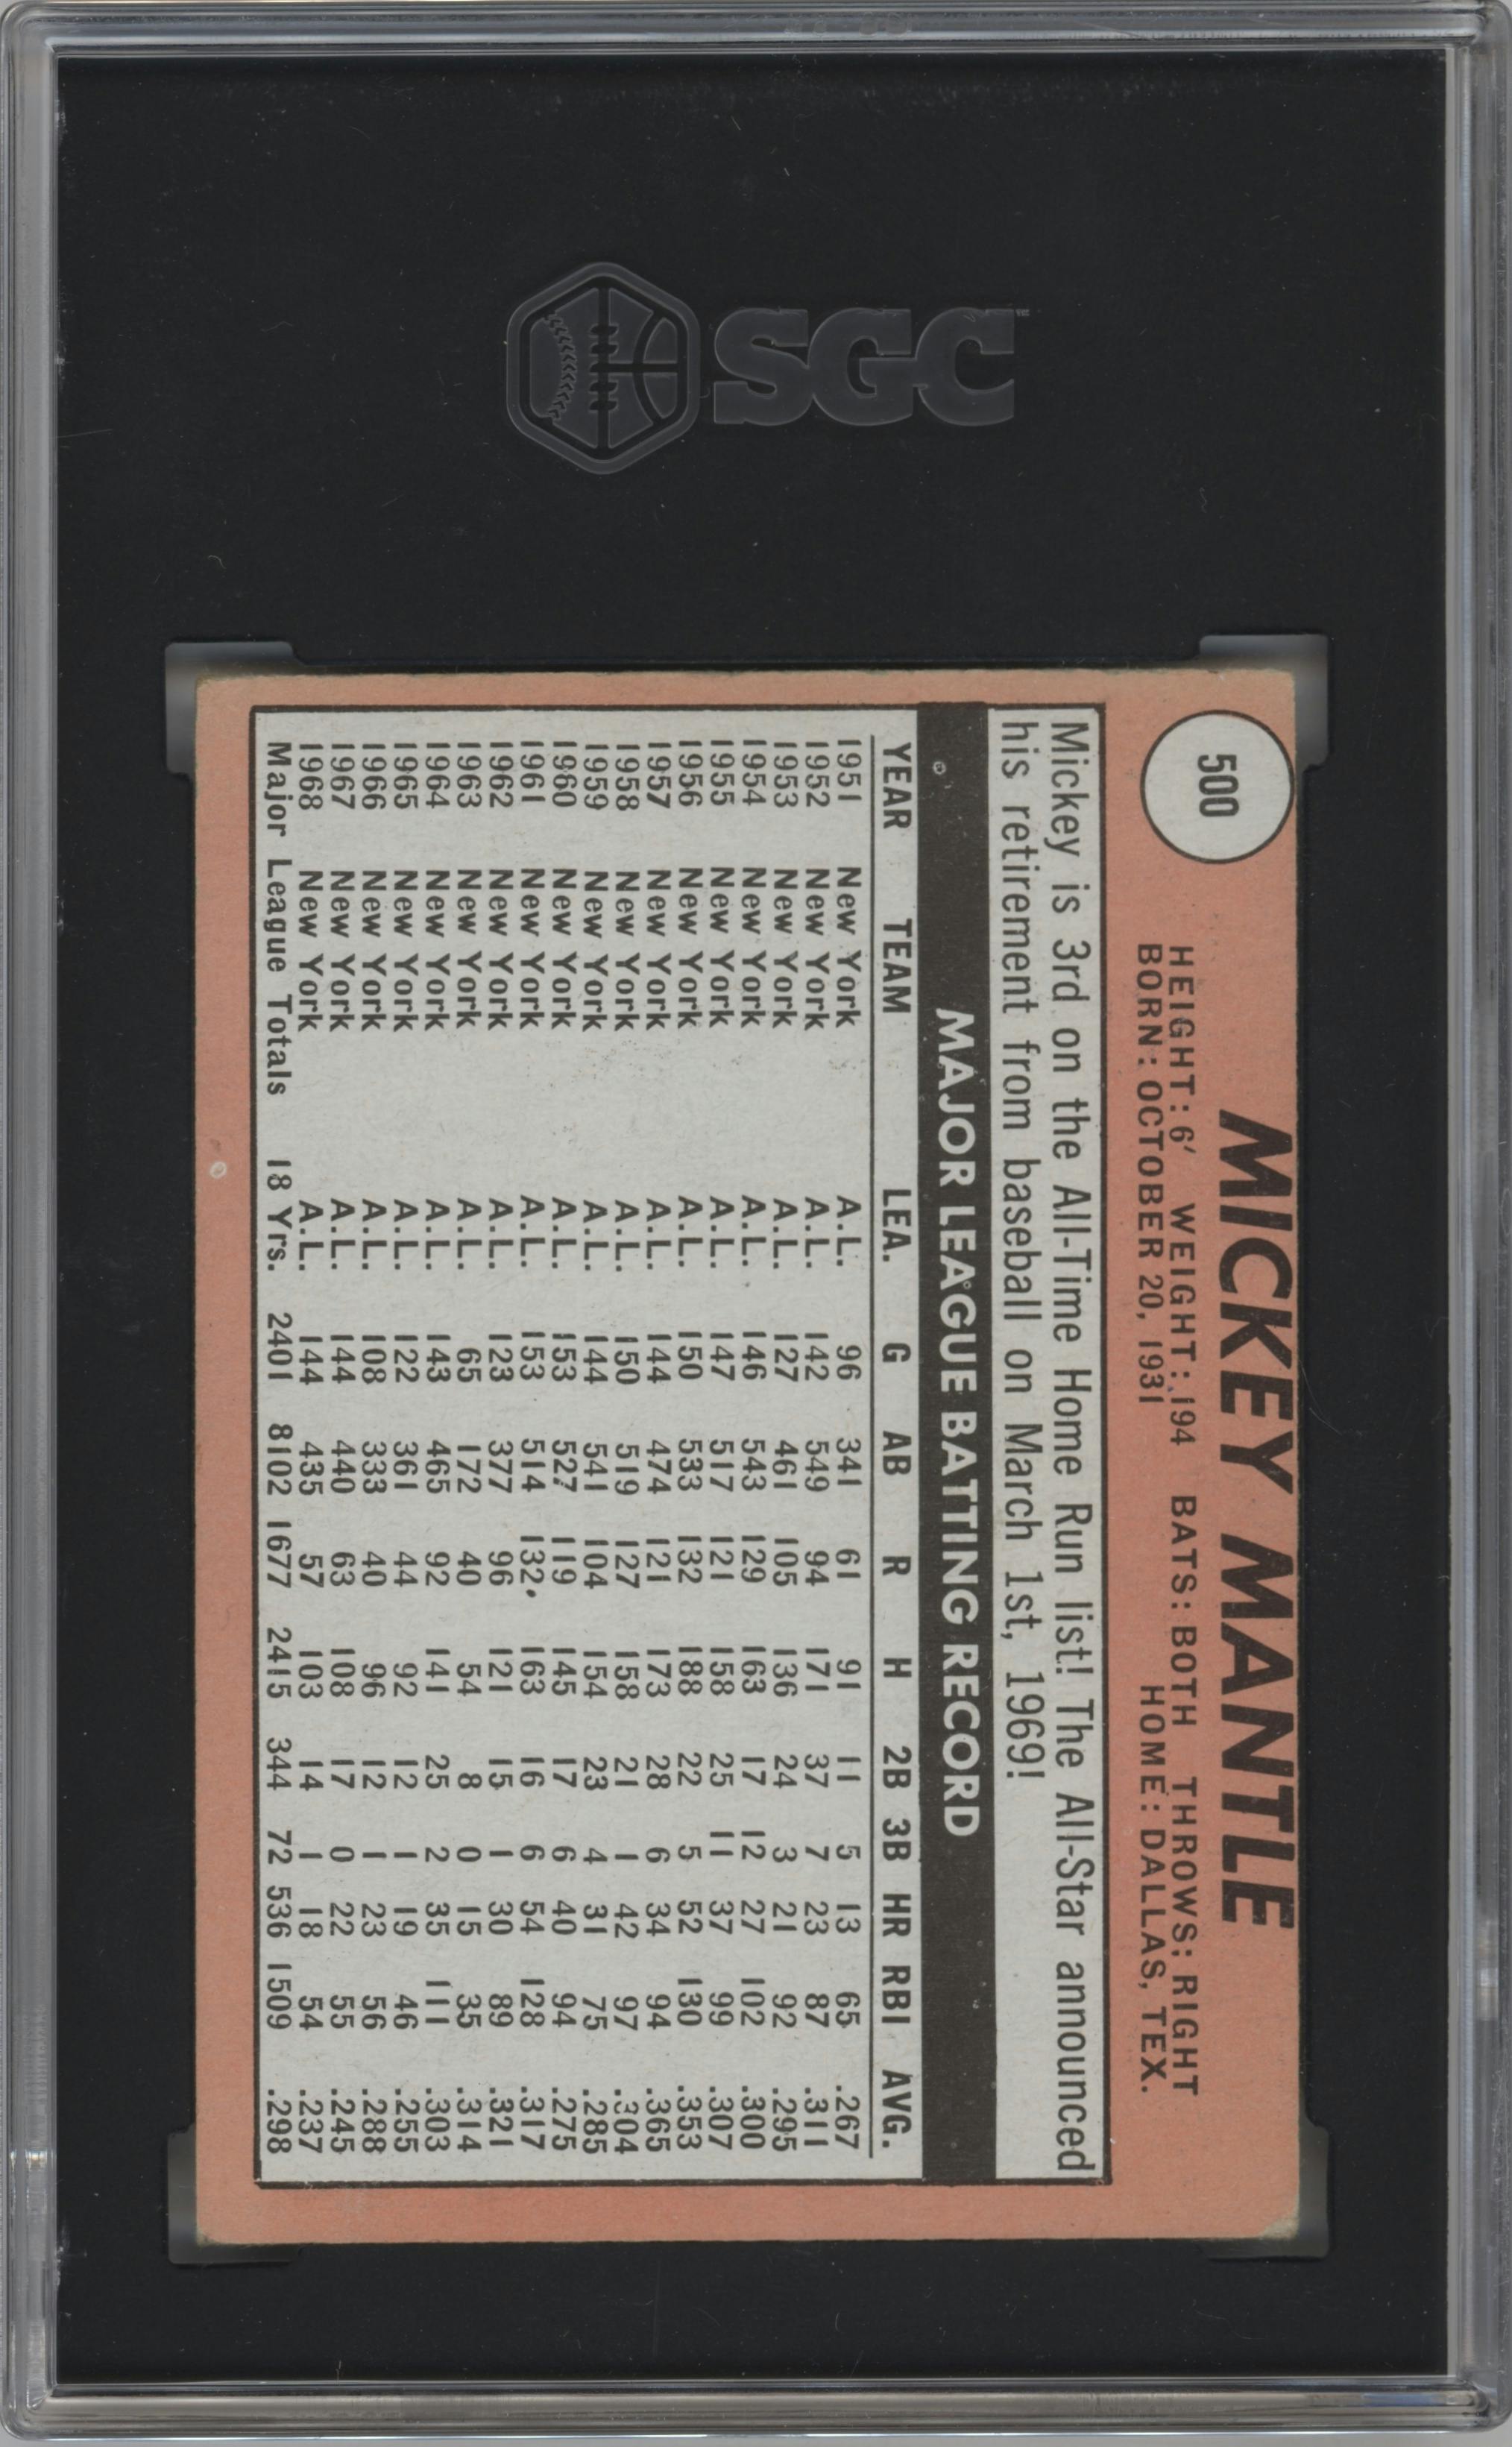 SGC™
500
MICKEY MANTLE
HEIGHT: 6' WEIGHT: 194 BATS: BOTH THROWS: RIGHT
BORN: OCTOBER 20, 1931 HOME: DALLAS, TEX.
Mickey is 3rd on the All-Time Home Run list! The All-Star announced
his retirement from baseball on March 1st, 1969!
MAJOR LEAGUE BATTING RECORD
YEAR TEAM LEA. G AB R H 2B 3B HR RBI AVG.
1951 New York A.L. 96 341 61 91 11 5 13 65 .267
1952 New York A.L. 142 549 94 171 37 7 23 87 .311
1953 New York A.L. 127 461 105 136 24 3 21 92 .295
1954 New York A.L. 146 543 129 163 17 12 27 102 .300
1955 New York A.L. 147 517 121 158 25 11 37 99 .307
1956 New York A.L. 150 533 132 188 22 5 52 130 .353
1957 New York A.L. 144 474 121 173 28 6 34 94 .365
1958 New York A.L. 150 519 127 158 21 1 42 97 .304
1959 New York A.L. 144 541 104 154 23 4 31 75 .285
1960 New York A.L. 153 527 119 145 17 6 40 94 .275
1961 New York A.L. 153 514 132 163 16 6 54 128 .317
1962 New York A.L. 123 377 96 121 15 1 30 89 .321
1963 New York A.L. 65 172 40 54 8 0 15 35 .314
1964 New York A.L. 143 465 92 141 25 2 35 111 .303
1965 New York A.L. 122 361 44 92 12 1 19 46 .255
1966 New York A.L. 108 333 40 96 12 1 23 56 .288
1967 New York A.L. 144 440 63 108 17 0 22 55 .245
1968 New York A.L. 144 435 57 103 14 1 18 54 .237
Major League Totals 18 Yrs. 2401 8102 1677 2415 344 72 536 1509 .298